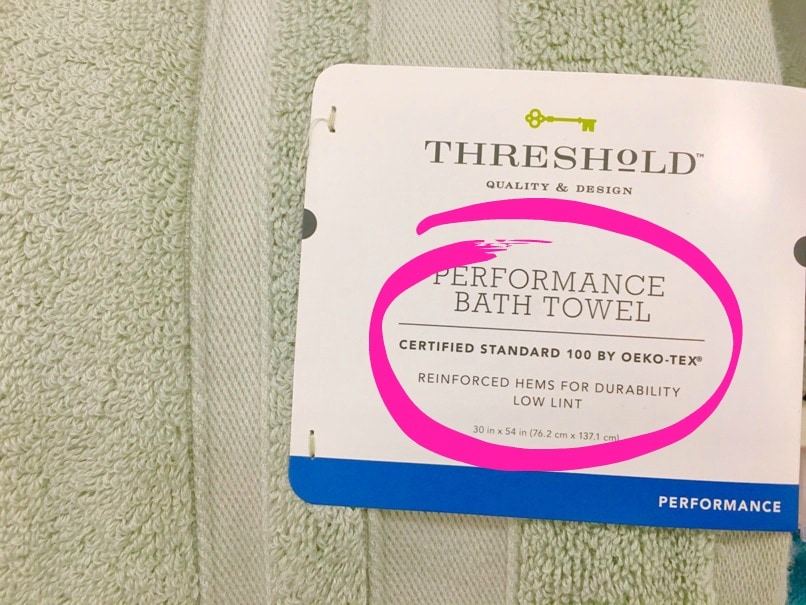 THRESHOLD™
QUALITY & DESIGN
PERFORMANCE
BATH TOWEL
CERTIFIED STANDARD 100 BY OEKO-TEX®
REINFORCED HEMS FOR DURABILITY
LOW LINT
30 in x 54 in (76.2 cm x 137.1 cm)
PERFORMANCE